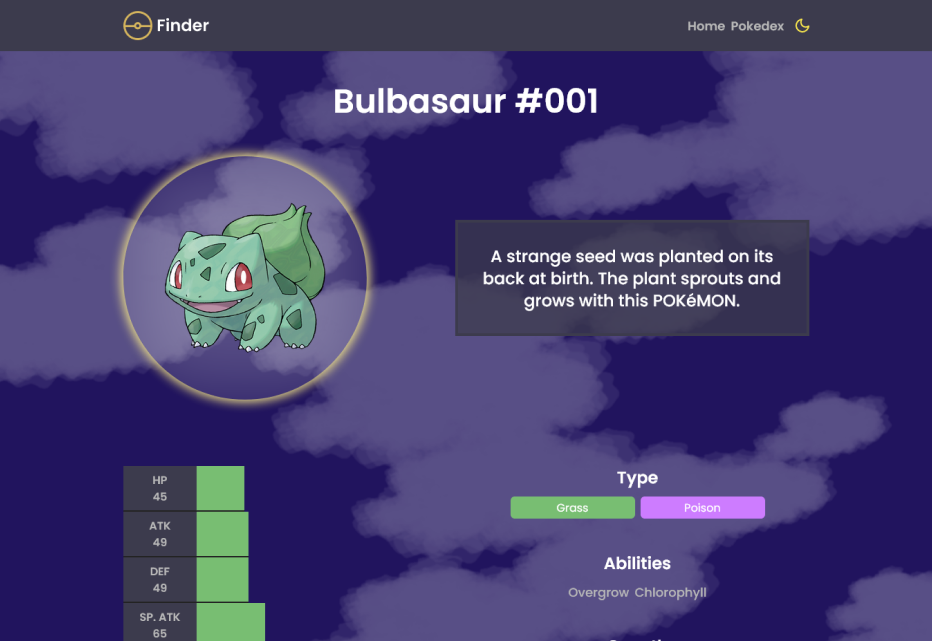 Finder
Home Pokedex
Bulbasaur #001
A strange seed was planted on its
back at birth. The plant sprouts and
grows with this POKéMON.
HP
45
ATK
49
DEF
49
SP. ATK
65
Type
Grass Poison
Abilities
Overgrow Chlorophyll